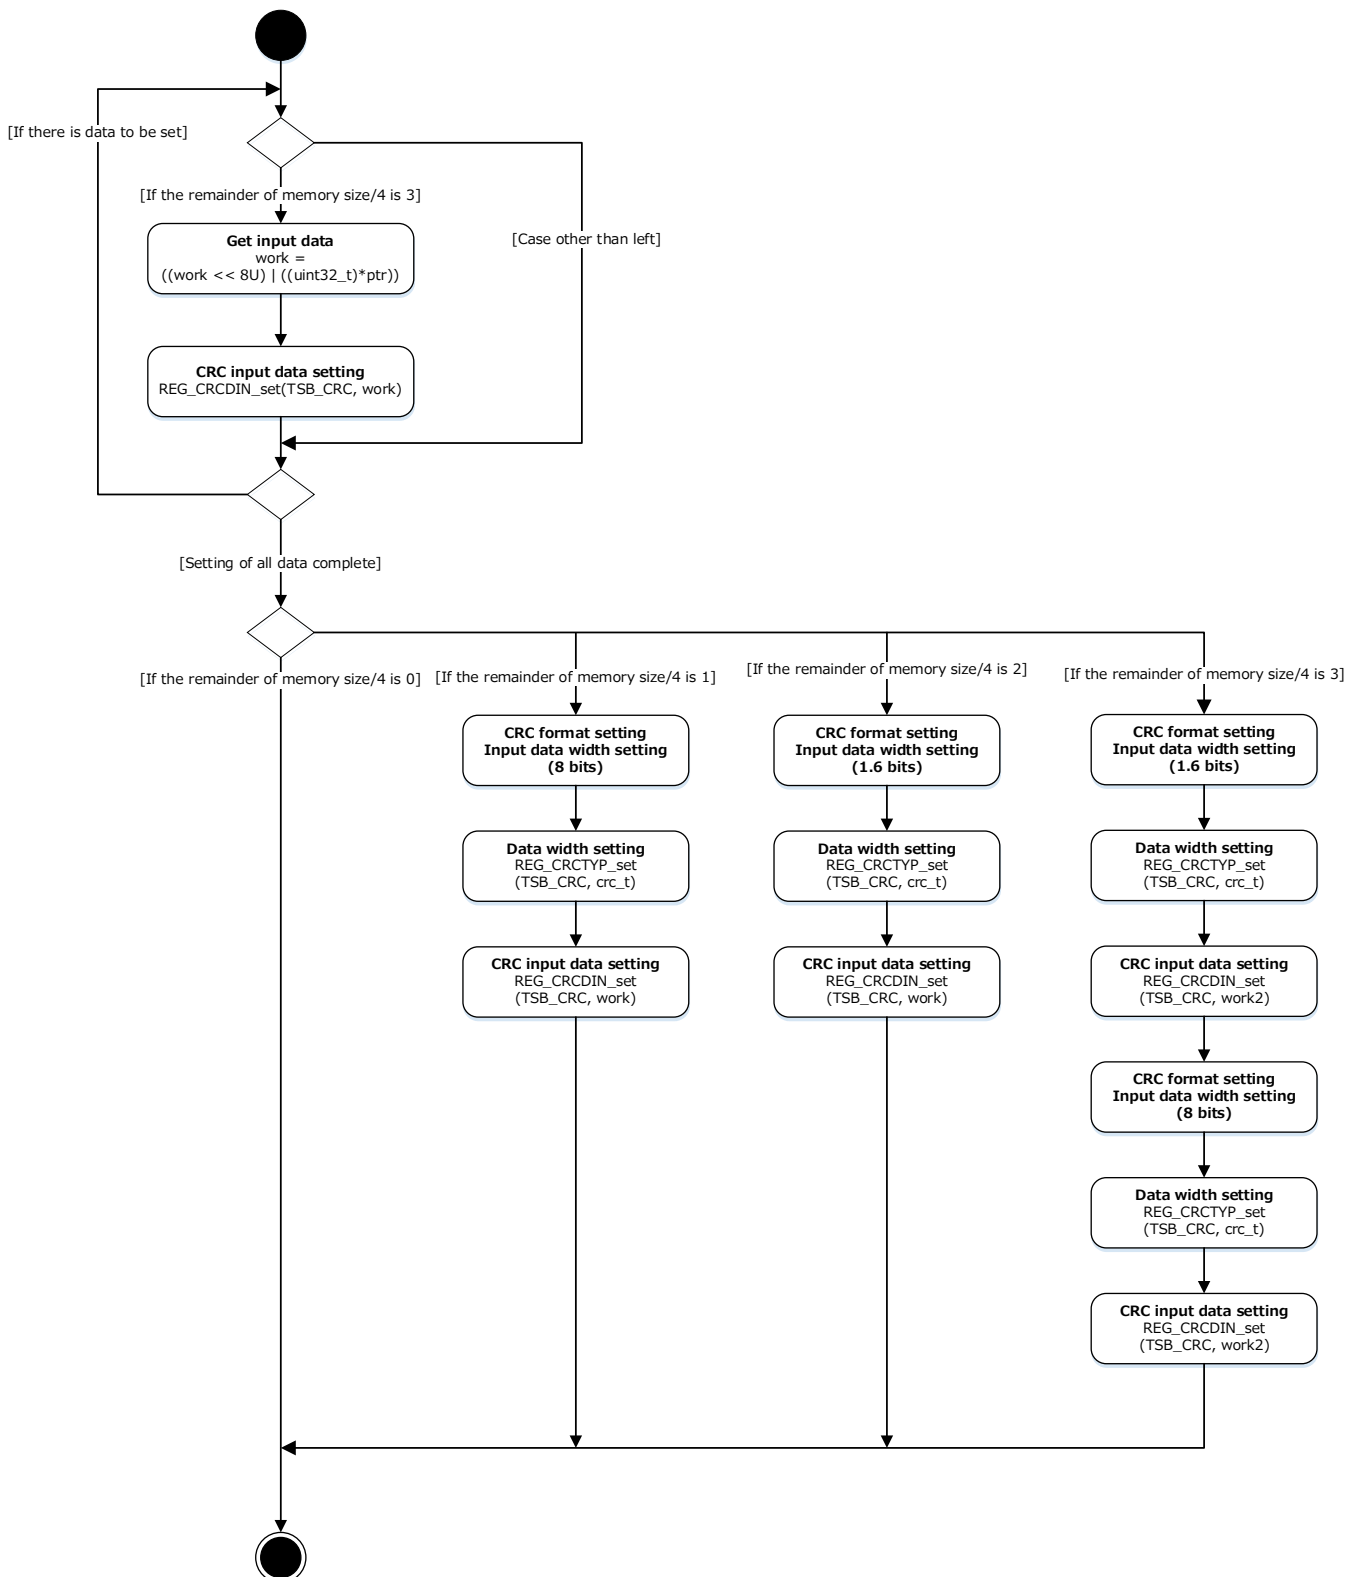 [If there is data to be set]
[If the remainder of memory size/4 is 3]
[Case other than left]
Get input data
work =
((work << 8U) | ((uint32_t)*ptr))
CRC input data setting
REG_CRCDIN_set(TSB_CRC, work)
[Setting of all data complete]
[If the remainder of memory size/4 is 0]
[If the remainder of memory size/4 is 1]
[If the remainder of memory size/4 is 2]
[If the remainder of memory size/4 is 3]
CRC format setting
Input data width setting
(8 bits)
Data width setting
REG_CRCTYP_set
(TSB_CRC, crc_t)
CRC input data setting
REG_CRCDIN_set
(TSB_CRC, work)
CRC format setting
Input data width setting
(1.6 bits)
Data width setting
REG_CRCTYP_set
(TSB_CRC, crc_t)
CRC input data setting
REG_CRCDIN_set
(TSB_CRC, work)
CRC format setting
Input data width setting
(1.6 bits)
Data width setting
REG_CRCTYP_set
(TSB_CRC, crc_t)
CRC input data setting
REG_CRCDIN_set
(TSB_CRC, work2)
CRC format setting
Input data width setting
(8 bits)
Data width setting
REG_CRCTYP_set
(TSB_CRC, crc_t)
CRC input data setting
REG_CRCDIN_set
(TSB_CRC, work2)